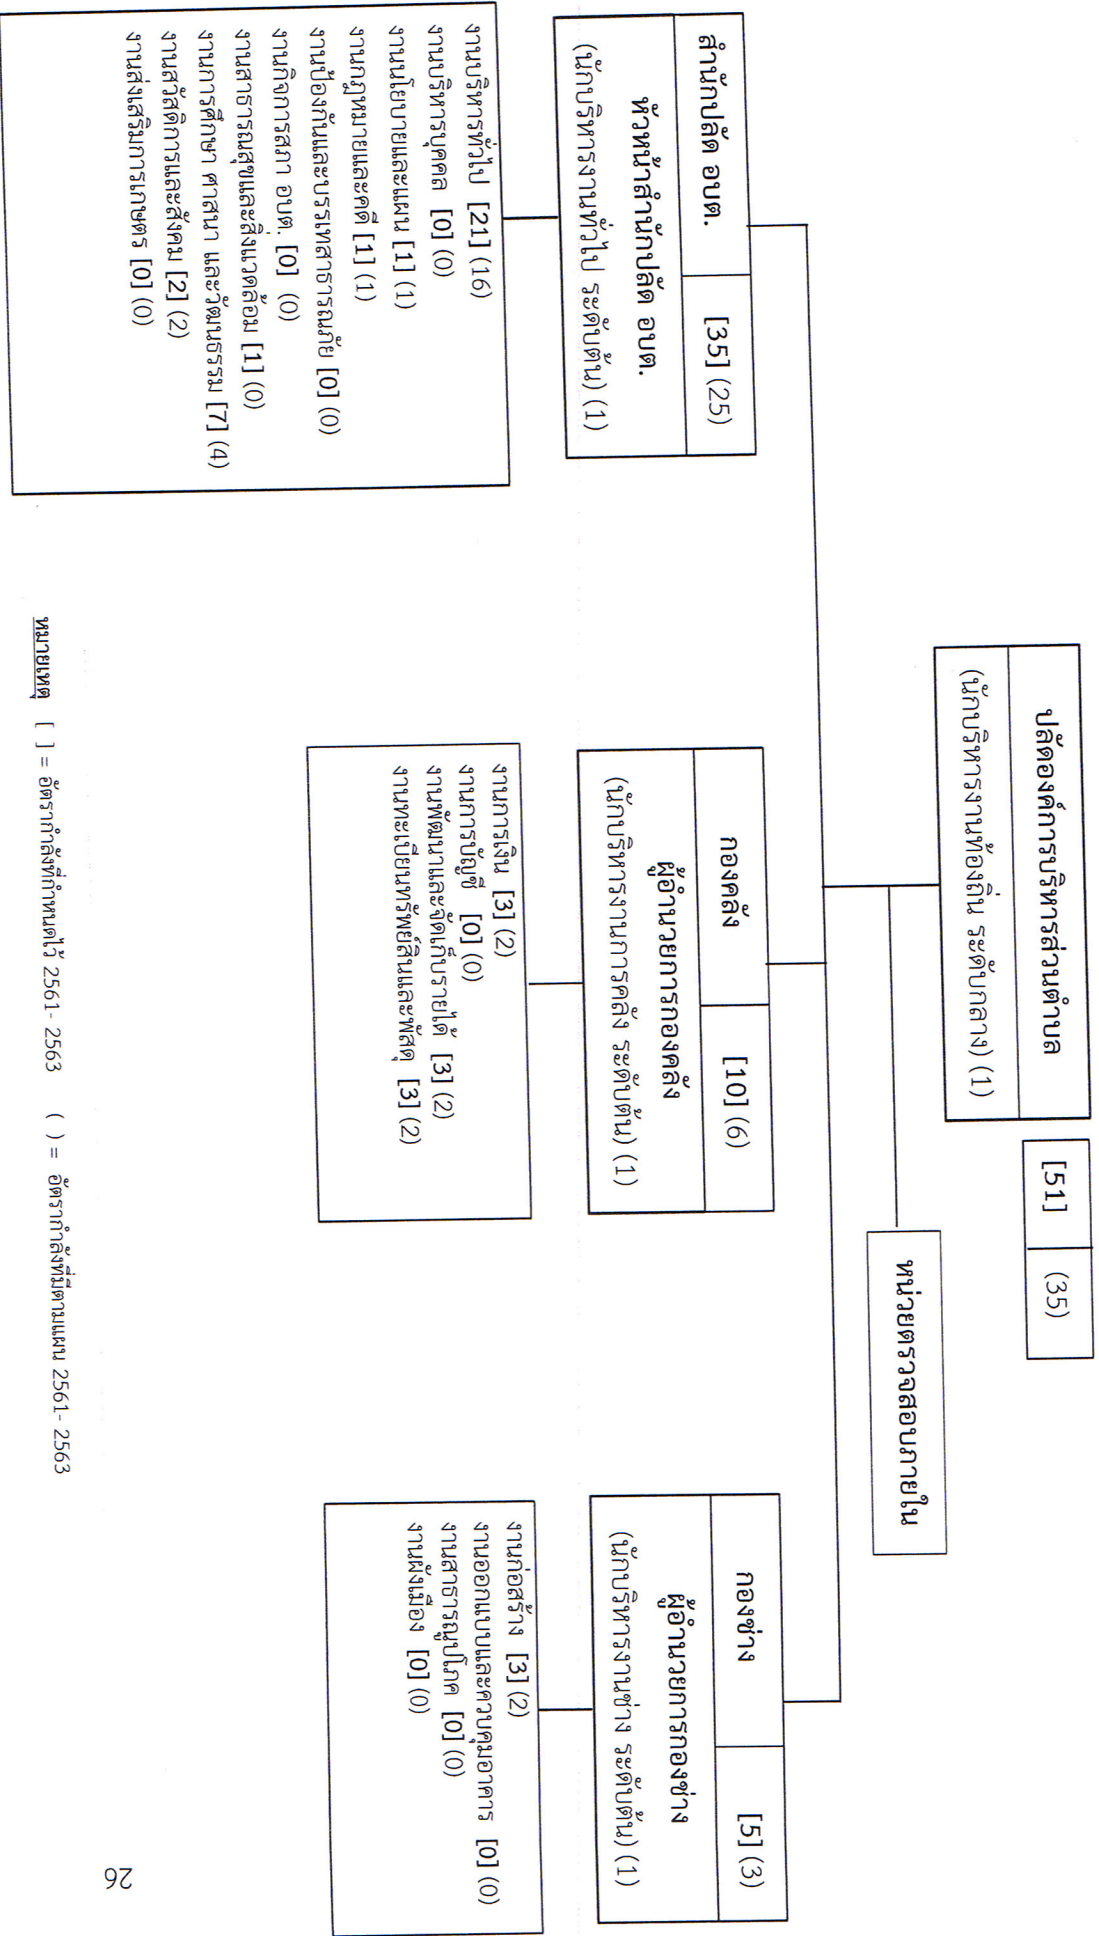 ปลัดองค์การบริหารส่วนตำบล
(นักบริหารงานท้องถิ่น ระดับกลาง) (1)
[51] (35)
หน่วยตรวจสอบภายใน
สำนักปลัด อบต. [35] (25)
หัวหน้าสำนักปลัด อบต.
(นักบริหารงานทั่วไป ระดับต้น) (1)
งานบริหารทั่วไป [21] (16)
งานบริหารบุคคล [0] (0)
งานนโยบายและแผน [1] (1)
งานกฎหมายและคดี [1] (1)
งานป้องกันและบรรเทสาธารณภัย [0] (0)
งานกิจการสภา อบต. [0] (0)
งานสาธารณสุขและสิ่งแวดล้อม [1] (0)
งานการศึกษา ศาสนา และวัฒนธรรม [7] (4)
งานสวัสดิการและสังคม [2] (2)
งานส่งเสริมการเกษตร [0] (0)
กองคลัง [10] (6)
ผู้อำนวยการกองคลัง
(นักบริหารงานการคลัง ระดับต้น) (1)
งานการเงิน [3] (2)
งานการบัญชี [0] (0)
งานพัฒนาและจัดเก็บรายได้ [3] (2)
งานทะเบียนทรัพย์สินและพัสดุ [3] (2)
กองช่าง [5] (3)
ผู้อำนวยการกองช่าง
(นักบริหารงานช่าง ระดับต้น) (1)
งานก่อสร้าง [3] (2)
งานออกแบบและควบคุมอาคาร [0] (0)
งานสาธารณูปโภค [0] (0)
งานผังเมือง [0] (0)
หมายเหตุ [ ] = อัตรากำลังที่กำหนดไว้ 2561- 2563 ( ) = อัตรากำลังที่มีตามแผน 2561- 2563
26